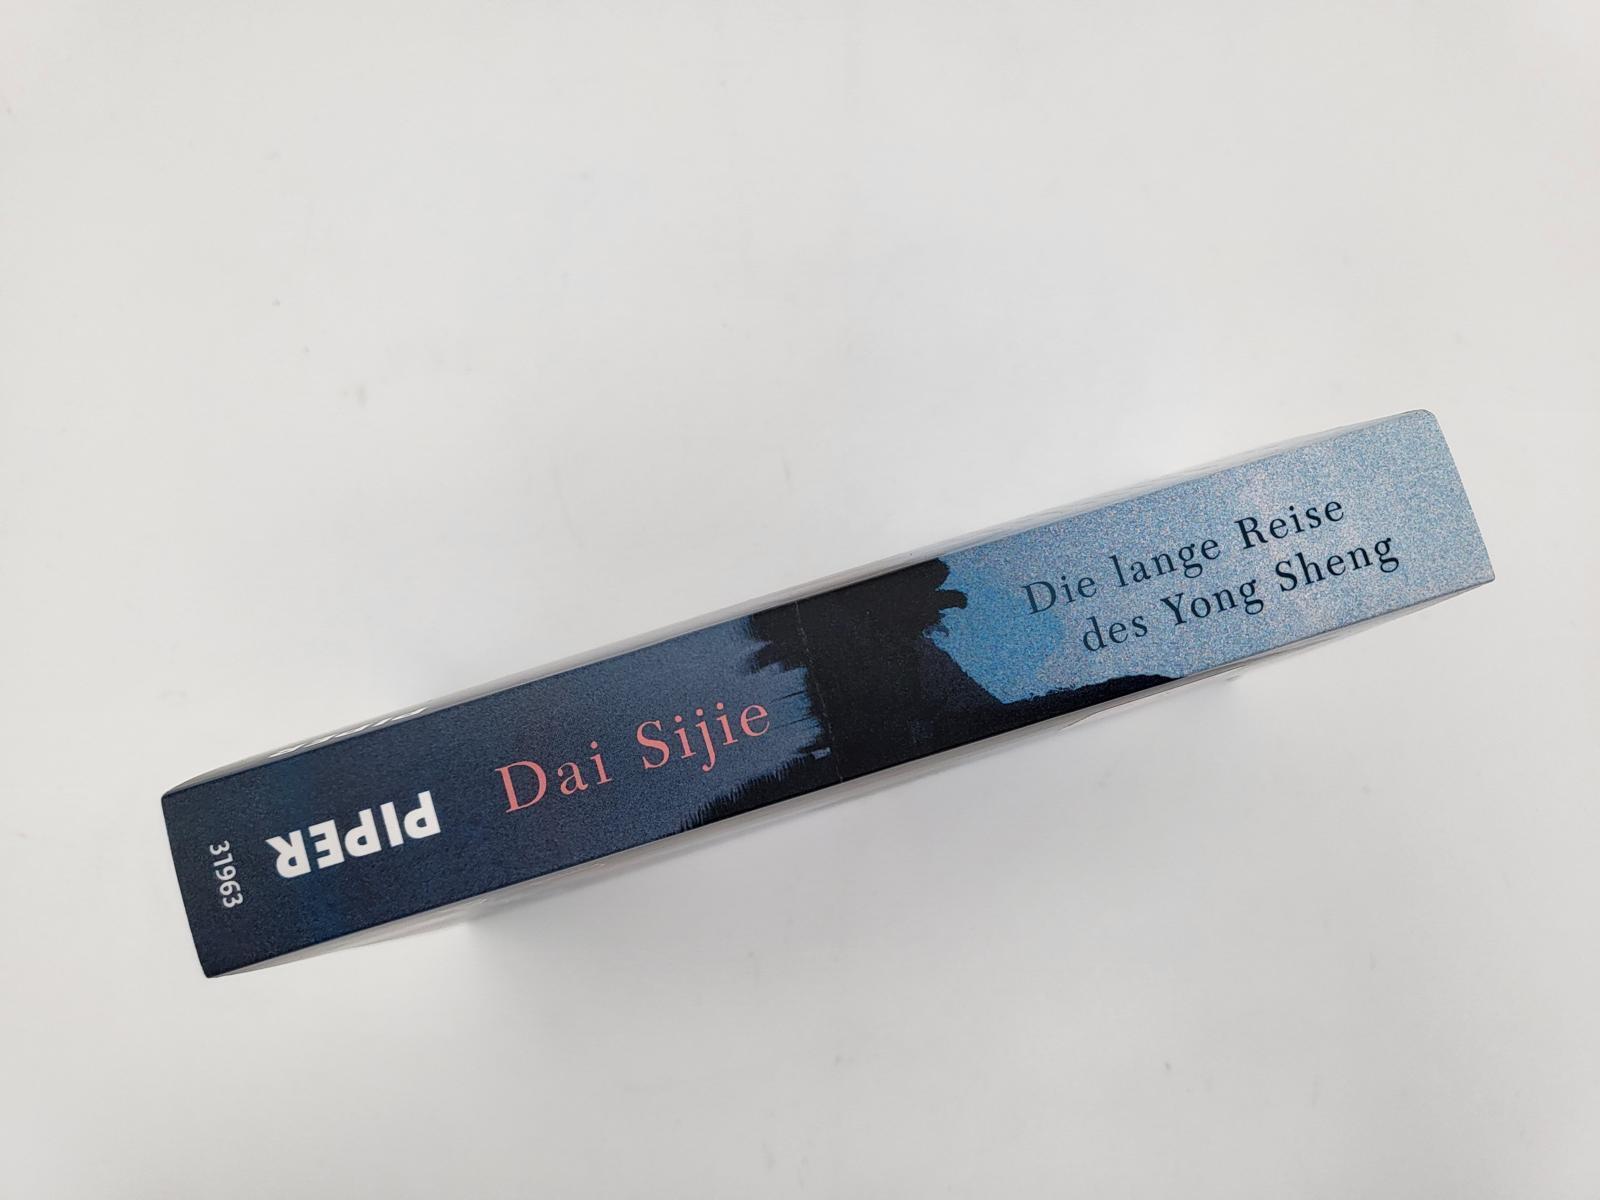 Die lange Reise
des Yong Sheng
Dai Sijie
PIPER
31963